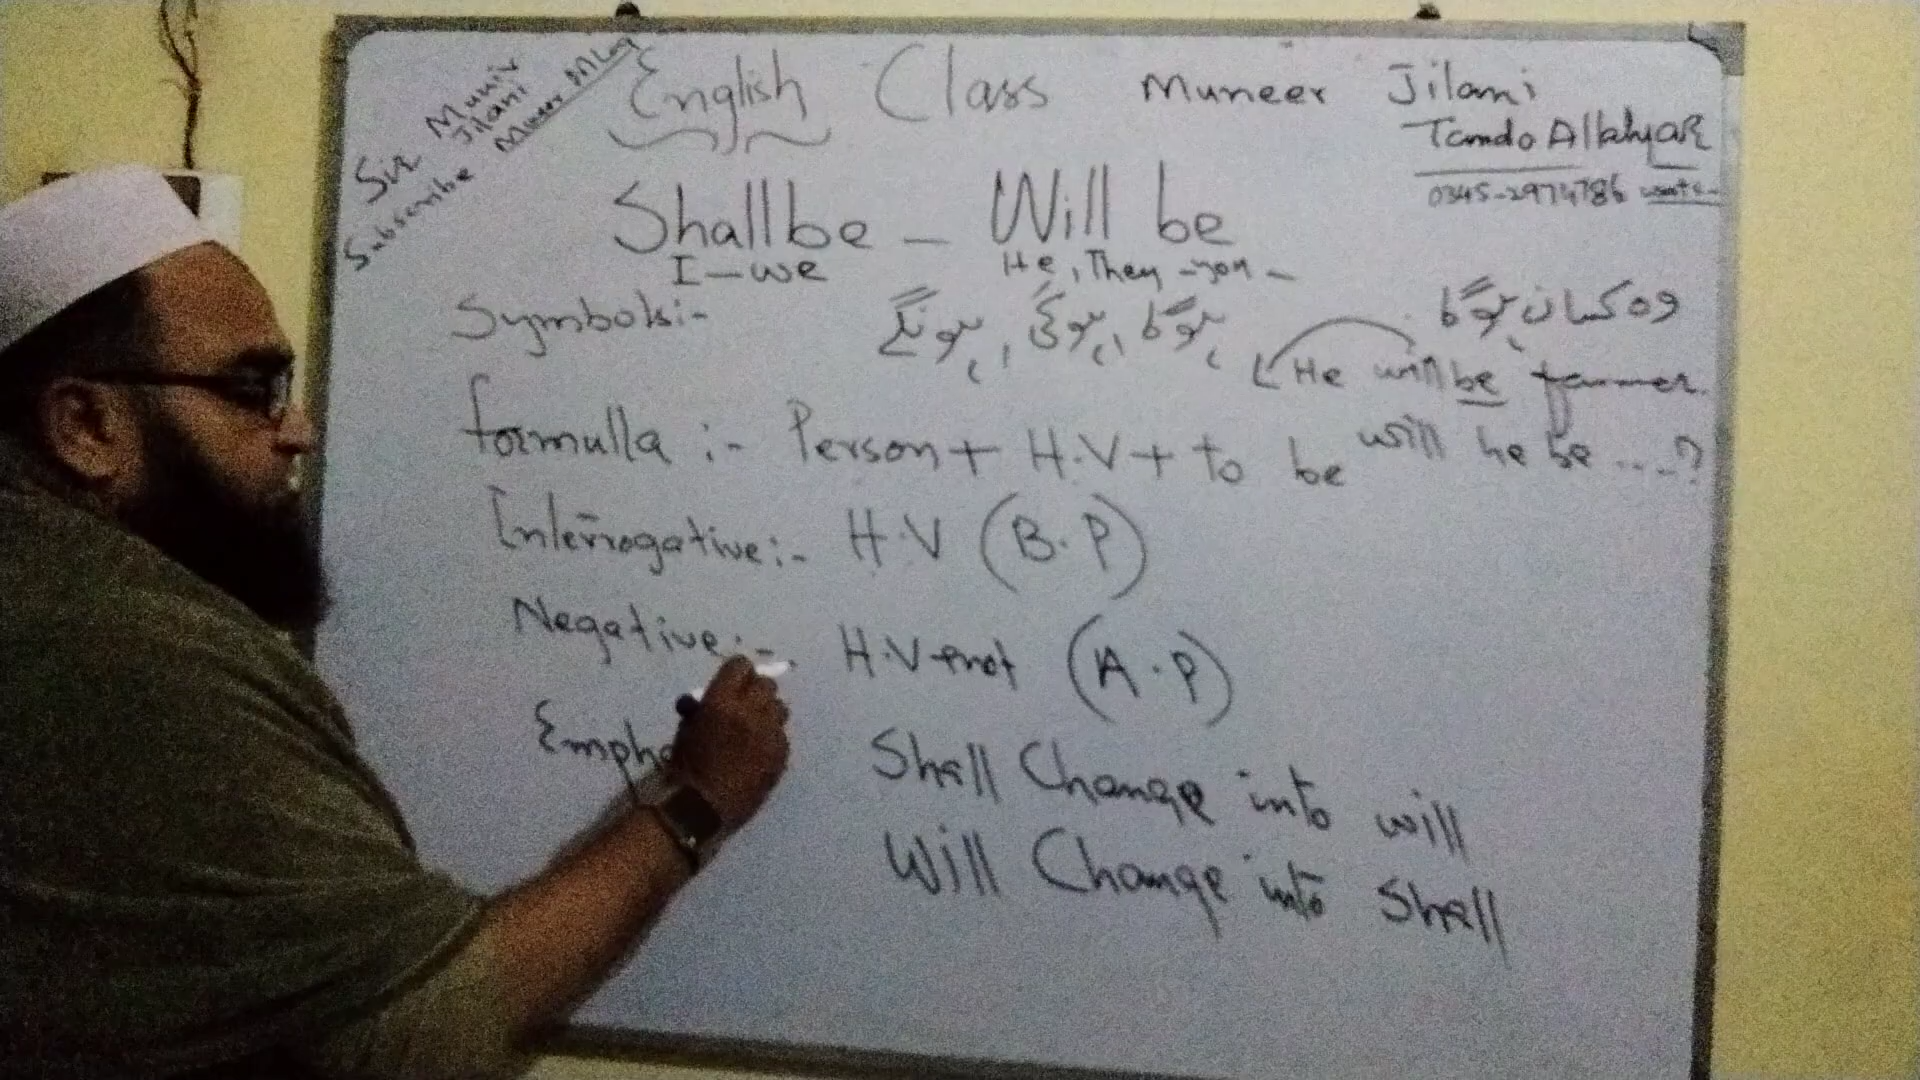 Sir Munir
Jilani
Subscribe Muneer
English Class Muneer Jilani
Tando AllahyaR
0345-2974786
Shall be – Will be
I – we He, They – you –
Symbols:-
ہوگا، ہوگی، ہونگے
وہ کسان ہوگا
He will be farmer.
formulla :- Person + H.V + to be
will he be ....?
Interrogative:- H.V (B.P)
Negative:- H.V+not (A.P)
Empha
Shall Change into will
Will Change into Shall